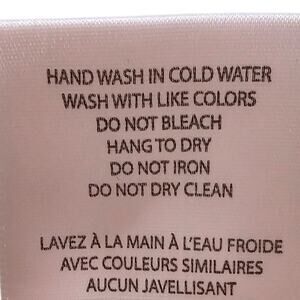 HAND WASH IN COLD WATER
WASH WITH LIKE COLORS
DO NOT BLEACH
HANG TO DRY
DO NOT IRON
DO NOT DRY CLEAN
LAVEZ À LA MAIN À L'EAU FROIDE
AVEC COULEURS SIMILAIRES
AUCUN JAVELLISANT